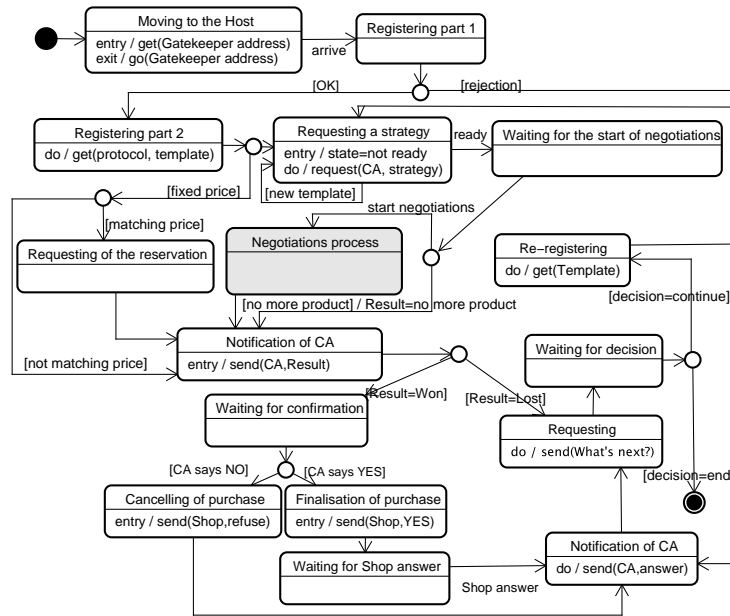 Moving to the Host
entry / get(Gatekeeper address)
exit / go(Gatekeeper address)
arrive
Registering part 1
[OK]
[rejection]
Registering part 2
do / get(protocol, template)
Requesting a strategy
entry / state=not ready
do / request(CA, strategy)
ready
Waiting for the start of negotiations
[fixed price]
[new template]
[matching price]
start negotiations
Requesting of the reservation
Negotiations process
Re-registering
do / get(Template)
[no more product] / Result=no more product
[decision=continue]
Notification of CA
entry / send(CA,Result)
[not matching price]
Waiting for decision
[Result=Won]
[Result=Lost]
Waiting for confirmation
Requesting
do / send(What's next?)
[CA says NO]
[CA says YES]
[decision=end
Cancelling of purchase
entry / send(Shop,refuse)
Finalisation of purchase
entry / send(Shop,YES)
Waiting for Shop answer
Shop answer
Notification of CA
do / send(CA,answer)